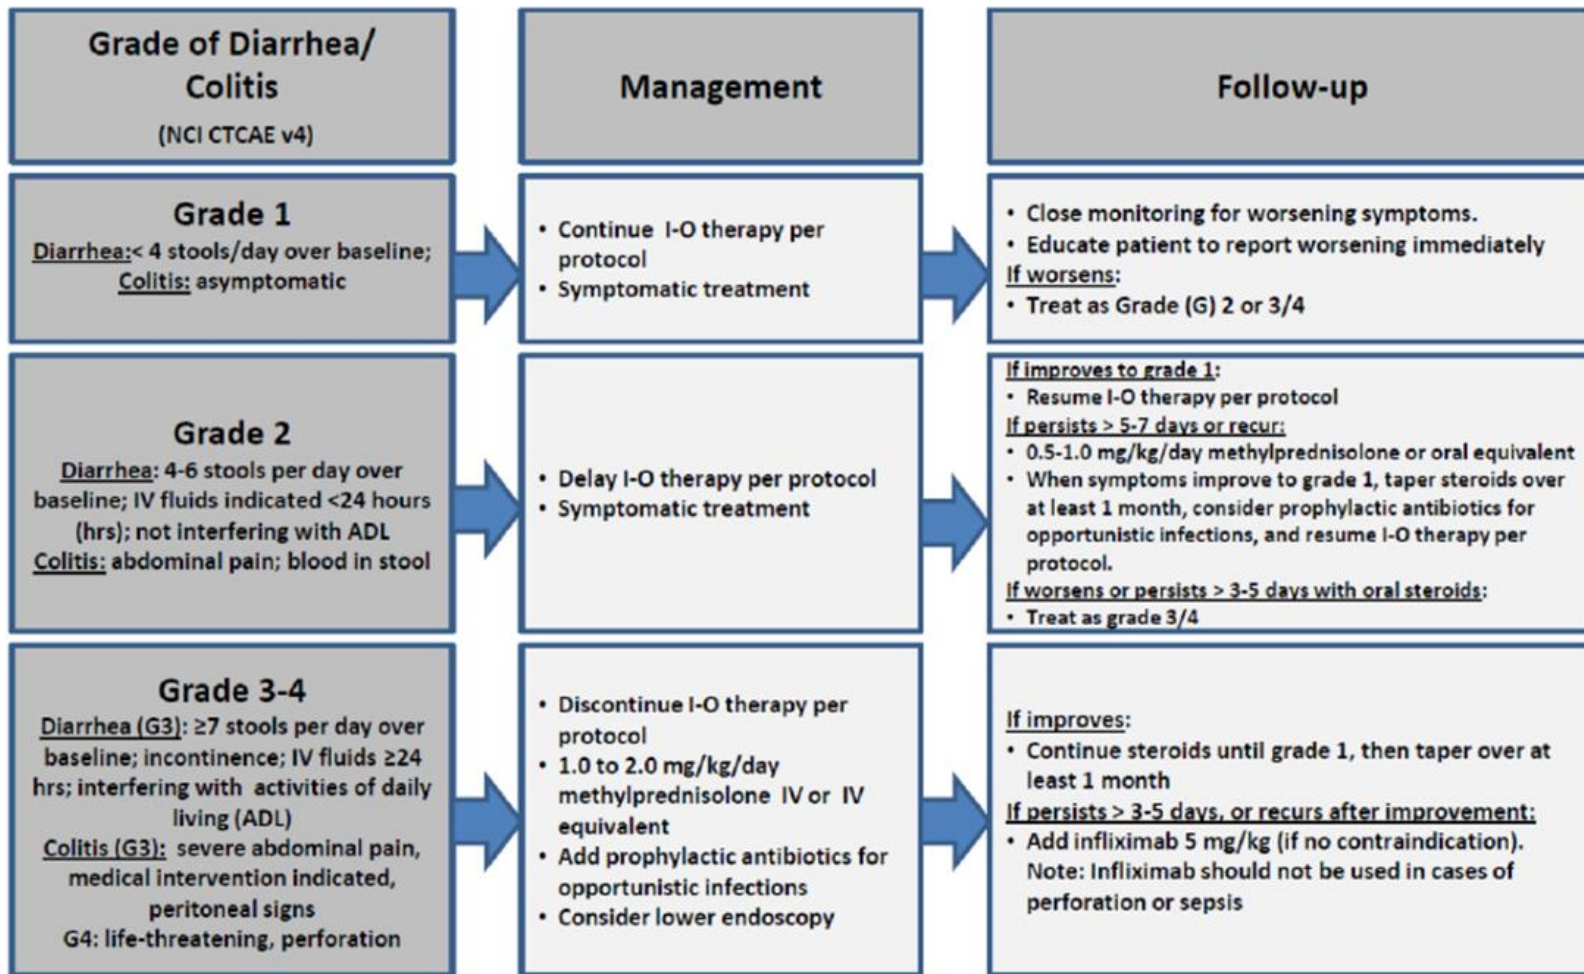 Grade of Diarrhea/
Colitis
(NCI CTCAE v4)
Management
Follow-up
Grade 1
Diarrhea:< 4 stools/day over baseline;
Colitis: asymptomatic
• Continue I-O therapy per
protocol
• Symptomatic treatment
• Close monitoring for worsening symptoms.
• Educate patient to report worsening immediately
If worsens:
• Treat as Grade (G) 2 or 3/4
Grade 2
Diarrhea: 4-6 stools per day over
baseline; IV fluids indicated <24 hours
(hrs); not interfering with ADL
Colitis: abdominal pain; blood in stool
• Delay I-O therapy per protocol
• Symptomatic treatment
If improves to grade 1:
• Resume I-O therapy per protocol
If persists > 5-7 days or recur:
• 0.5-1.0 mg/kg/day methylprednisolone or oral equivalent
• When symptoms improve to grade 1, taper steroids over
at least 1 month, consider prophylactic antibiotics for
opportunistic infections, and resume I-O therapy per
protocol.
If worsens or persists > 3-5 days with oral steroids:
• Treat as grade 3/4
Grade 3-4
Diarrhea (G3): ≥7 stools per day over
baseline; incontinence; IV fluids ≥24
hrs; interfering with activities of daily
living (ADL)
Colitis (G3): severe abdominal pain,
medical intervention indicated,
peritoneal signs
G4: life-threatening, perforation
• Discontinue I-O therapy per
protocol
• 1.0 to 2.0 mg/kg/day
methylprednisolone IV or IV
equivalent
• Add prophylactic antibiotics for
opportunistic infections
• Consider lower endoscopy
If improves:
• Continue steroids until grade 1, then taper over at
least 1 month
If persists > 3-5 days, or recurs after improvement:
• Add infliximab 5 mg/kg (if no contraindication).
Note: Infliximab should not be used in cases of
perforation or sepsis